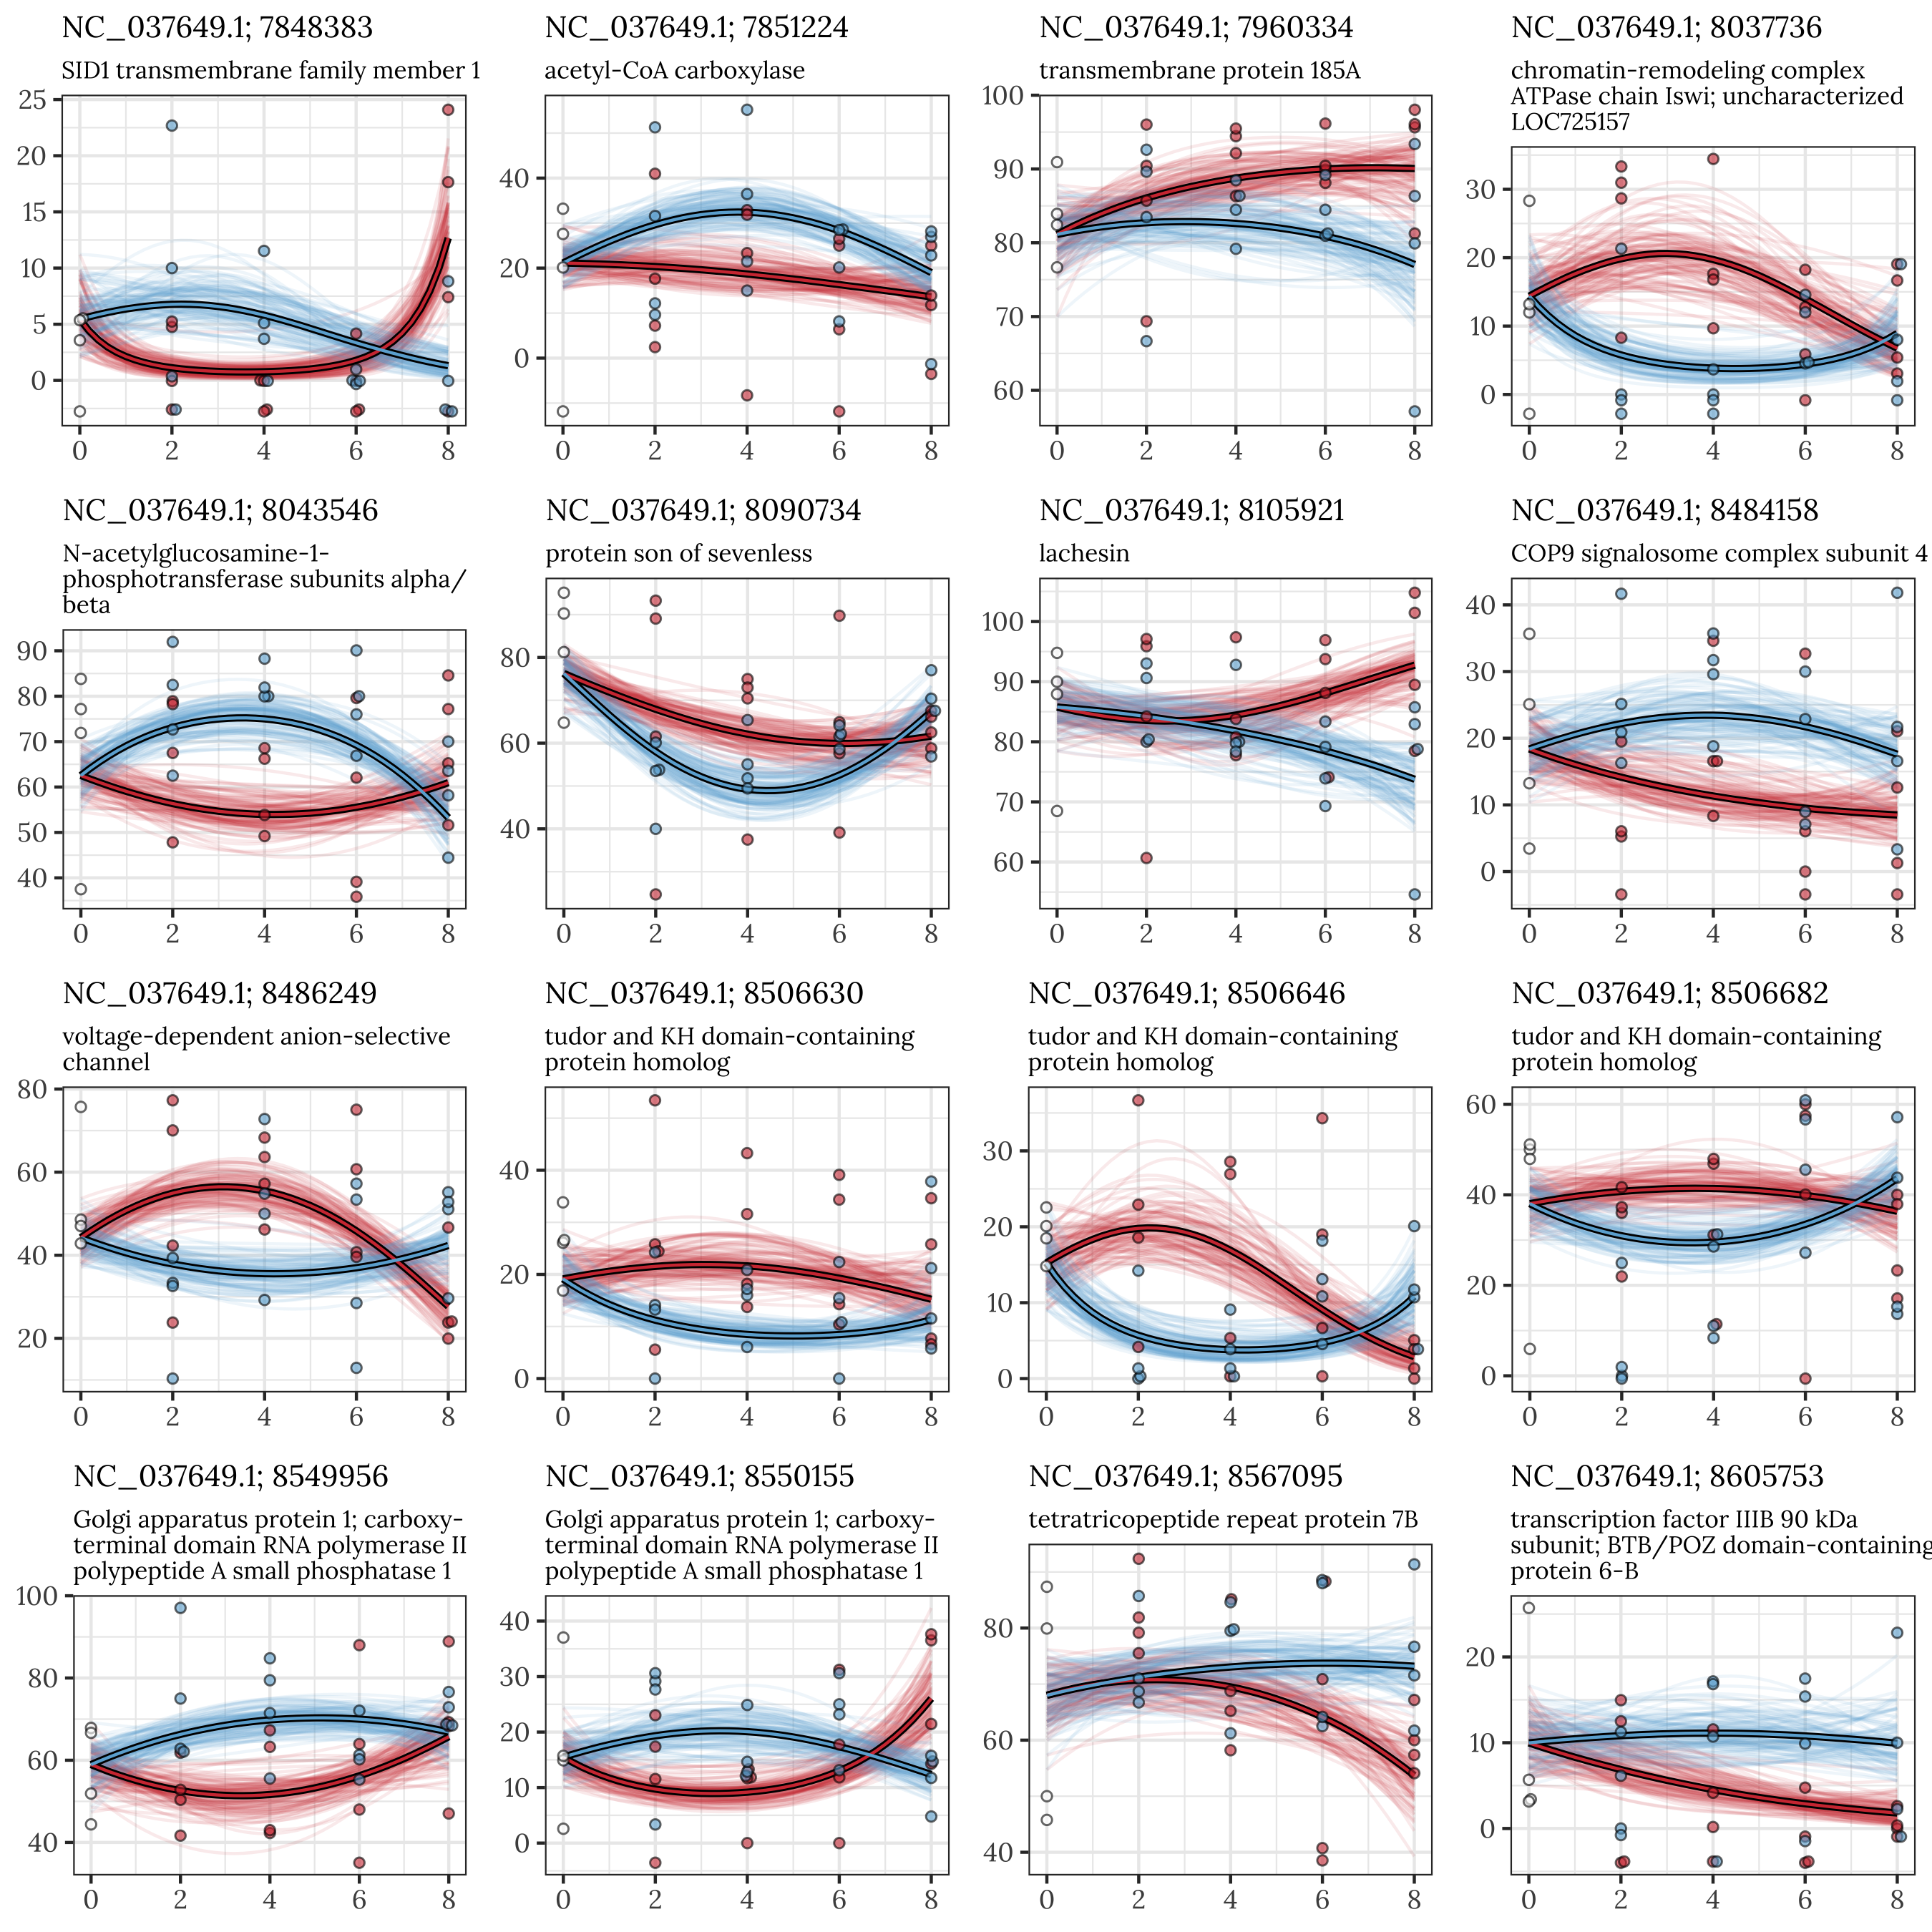 NC_037649.1; 7848383
SID1 transmembrane family member 1
25
20
15
10
5
0
0 2 4 6 8
NC_037649.1; 7851224
acetyl-CoA carboxylase
40
20
0
0 2 4 6 8
NC_037649.1; 7960334
transmembrane protein 185A
100
90
80
70
60
0 2 4 6 8
NC_037649.1; 8037736
chromatin-remodeling complex
ATPase chain Iswi; uncharacterized
LOC725157
30
20
10
0
0 2 4 6 8
NC_037649.1; 8043546
N-acetylglucosamine-1-
phosphotransferase subunits alpha/
beta
90
80
70
60
50
40
0 2 4 6 8
NC_037649.1; 8090734
protein son of sevenless
80
60
40
0 2 4 6 8
NC_037649.1; 8105921
lachesin
100
90
80
70
60
0 2 4 6 8
NC_037649.1; 8484158
COP9 signalosome complex subunit 4
40
30
20
10
0
0 2 4 6 8
NC_037649.1; 8486249
voltage-dependent anion-selective
channel
80
60
40
20
0 2 4 6 8
NC_037649.1; 8506630
tudor and KH domain-containing
protein homolog
40
20
0
0 2 4 6 8
NC_037649.1; 8506646
tudor and KH domain-containing
protein homolog
30
20
10
0
0 2 4 6 8
NC_037649.1; 8506682
tudor and KH domain-containing
protein homolog
60
40
20
0
0 2 4 6 8
NC_037649.1; 8549956
Golgi apparatus protein 1; carboxy-
terminal domain RNA polymerase II
polypeptide A small phosphatase 1
100
80
60
40
0 2 4 6 8
NC_037649.1; 8550155
Golgi apparatus protein 1; carboxy-
terminal domain RNA polymerase II
polypeptide A small phosphatase 1
40
30
20
10
0
0 2 4 6 8
NC_037649.1; 8567095
tetratricopeptide repeat protein 7B
80
60
40
0 2 4 6 8
NC_037649.1; 8605753
transcription factor IIIB 90 kDa
subunit; BTB/POZ domain-containing
protein 6-B
20
10
0
0 2 4 6 8